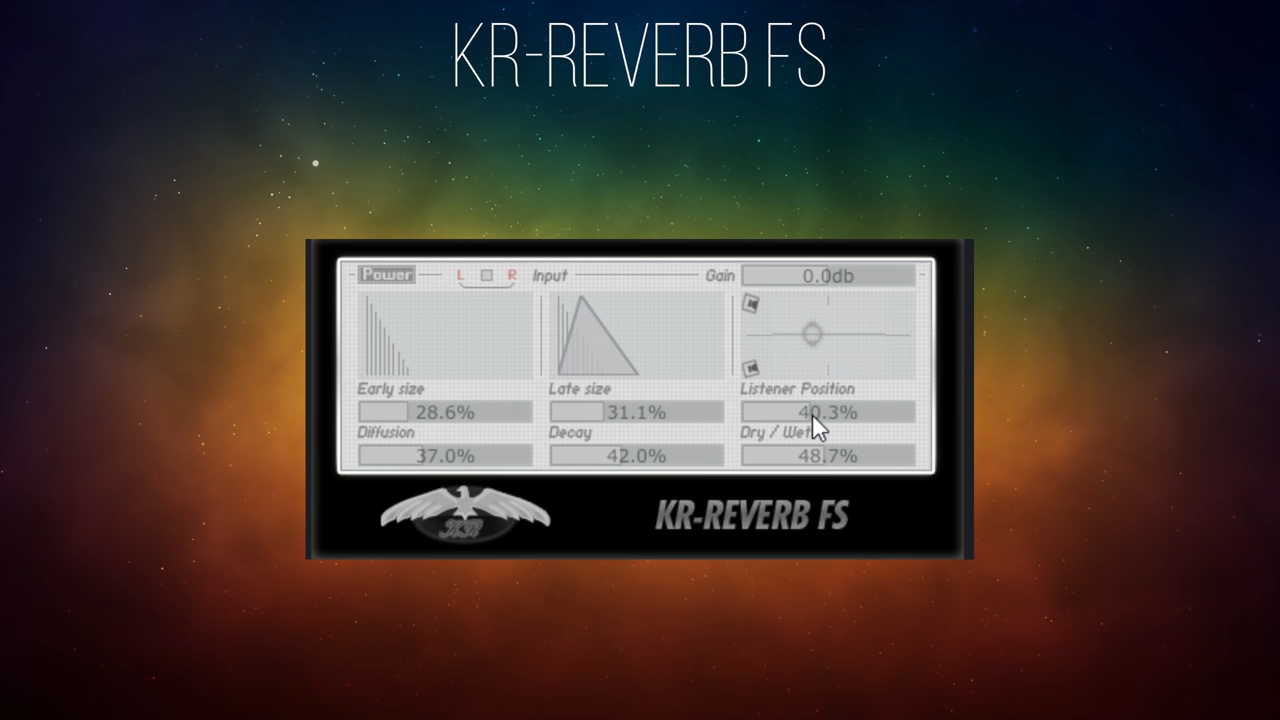 KR-REVERB FS
Power L R Input Gain 0.0db
Early size Late size Listener Position
28.6% 31.1% 40.3%
Diffusion Decay Dry / Wet
37.0% 42.0% 48.7%
KR KR-REVERB FS